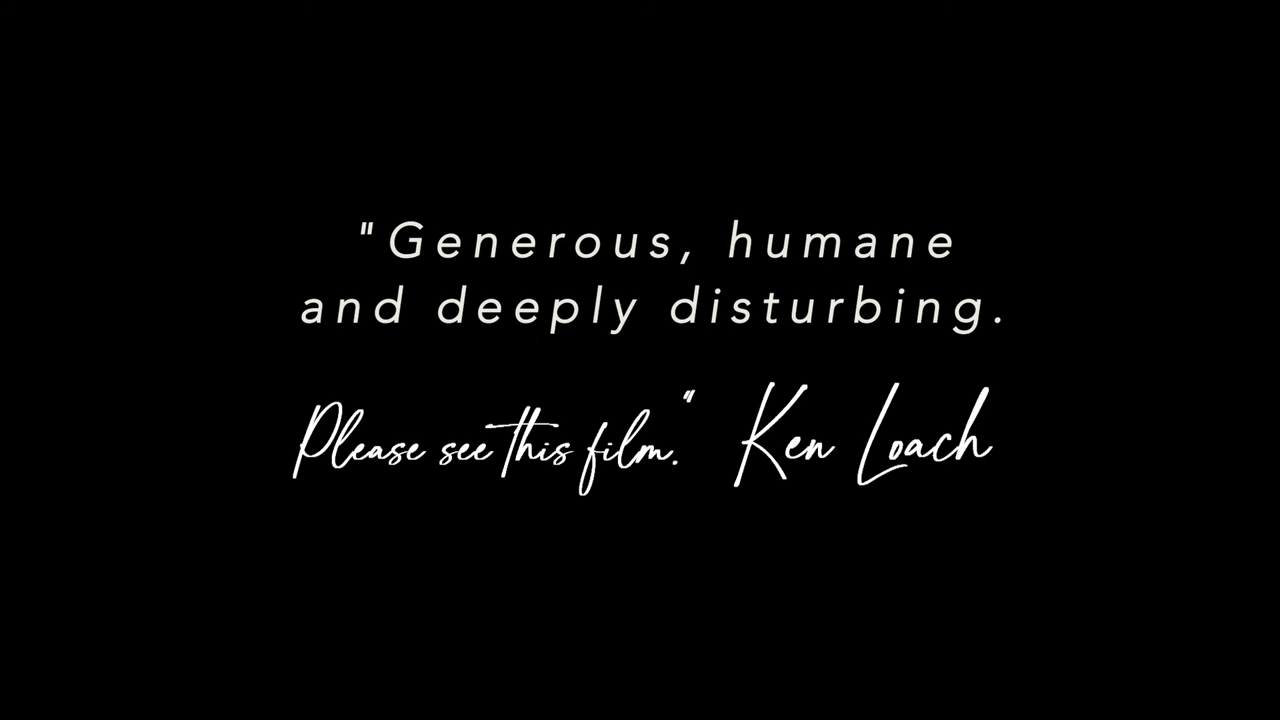 "Generous, humane
and deeply disturbing.
Please see this film." Ken Loach